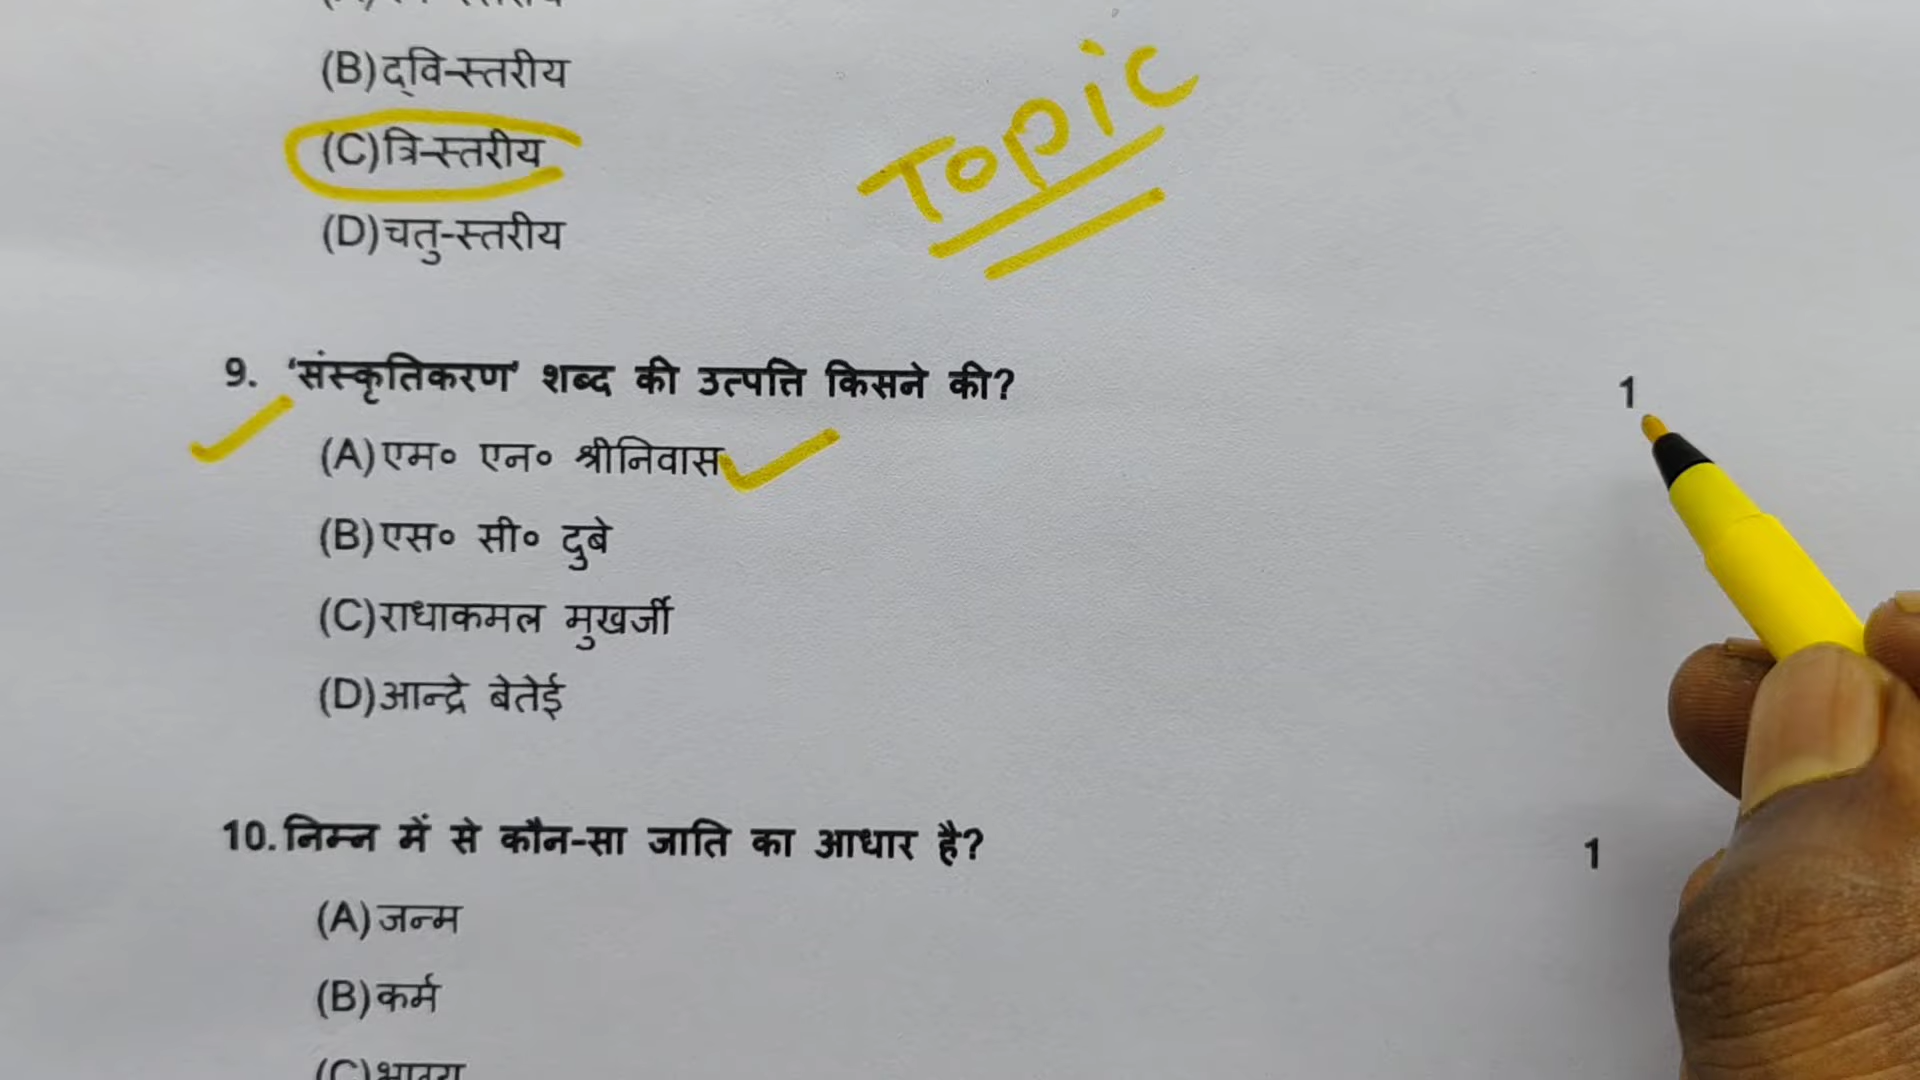 (B) द्वि-स्तरीय
(C) त्रि-स्तरीय
(D) चतु-स्तरीय
Topic
9. 'संस्कृतिकरण' शब्द की उत्पत्ति किसने की? 1
(A) एम० एन० श्रीनिवास
(B) एस० सी० दुबे
(C) राधाकमल मुखर्जी
(D) आन्द्रे बेतेई
10. निम्न में से कौन-सा जाति का आधार है? 1
(A) जन्म
(B) कर्म
(C)